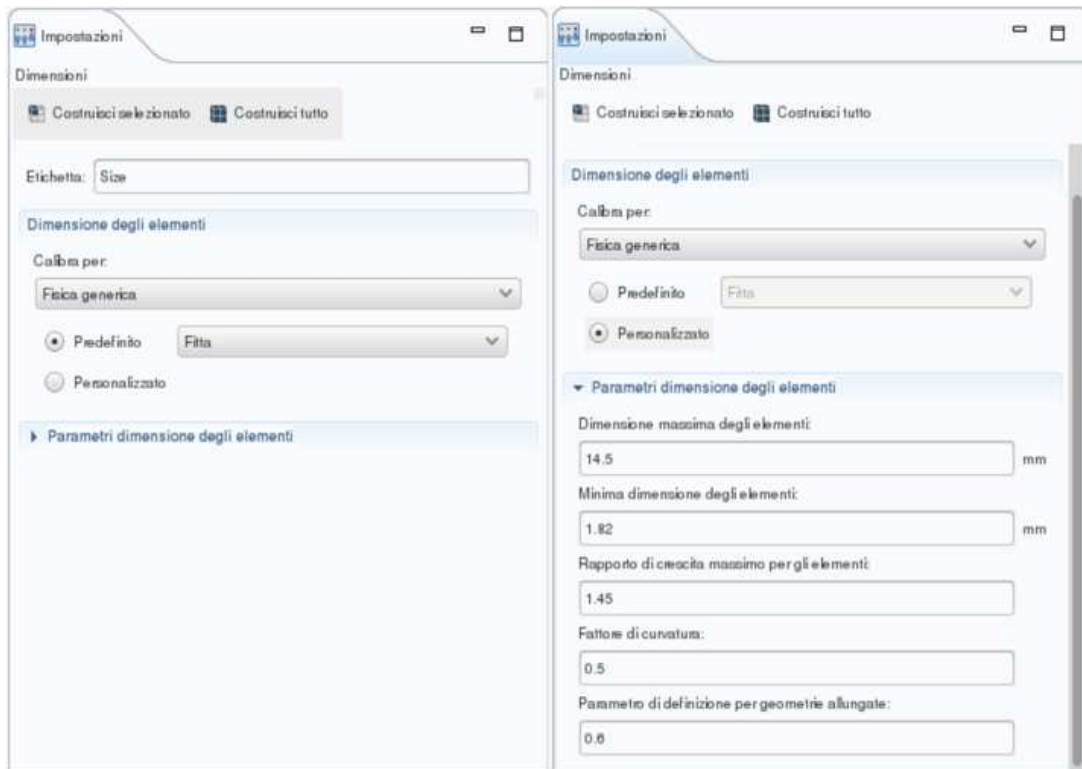 Impostazioni
Dimensioni
Costruisci selezionato Costruisci tutto
Etichetta: Size
Dimensione degli elementi
Calibra per:
Fisica generica
Predefinito Fitta
Personalizzato
Parametri dimensione degli elementi
Impostazioni
Dimensioni
Costruisci selezionato Costruisci tutto
Dimensione degli elementi
Calibra per:
Fisica generica
Predefinito Fitta
Personalizzato
Parametri dimensione degli elementi
Dimensione massima degli elementi:
14.5 mm
Minima dimensione degli elementi:
1.82 mm
Rapporto di crescita massimo per gli elementi:
1.45
Fattore di curvatura:
0.5
Parametro di definizione per geometrie allungate:
0.6